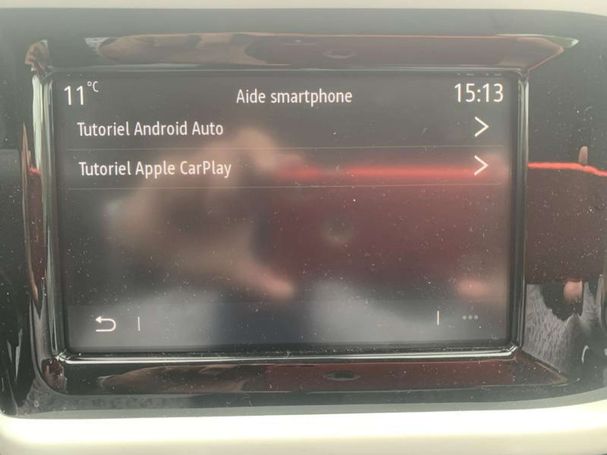 11°C Aide smartphone 15:13
Tutoriel Android Auto
Tutoriel Apple CarPlay